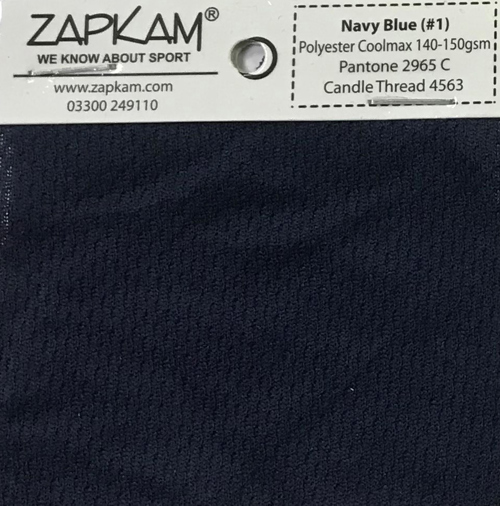 ZAPKAM®
WE KNOW ABOUT SPORT
www.zapkam.com
03300 249110
Navy Blue (#1)
Polyester Coolmax 140-150gsm
Pantone 2965 C
Candle Thread 4563